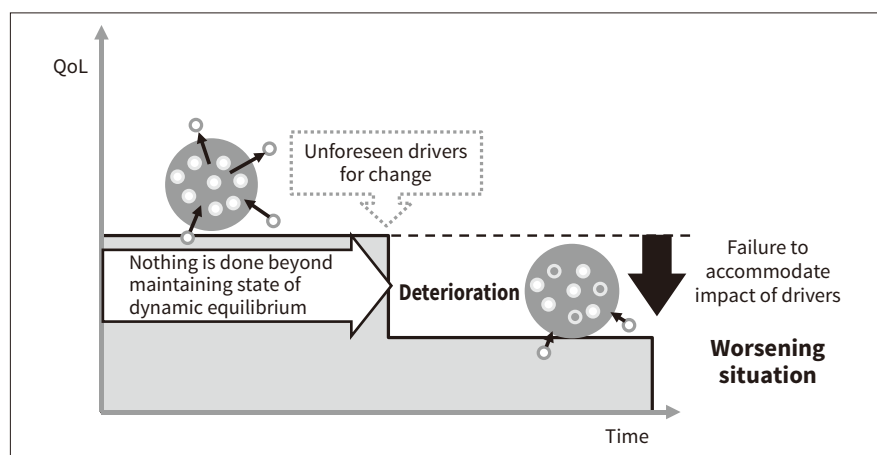 QoL
Unforeseen drivers
for change
Nothing is done beyond
maintaining state of
dynamic equilibrium
Deterioration
Failure to
accommodate
impact of drivers
Worsening
situation
Time